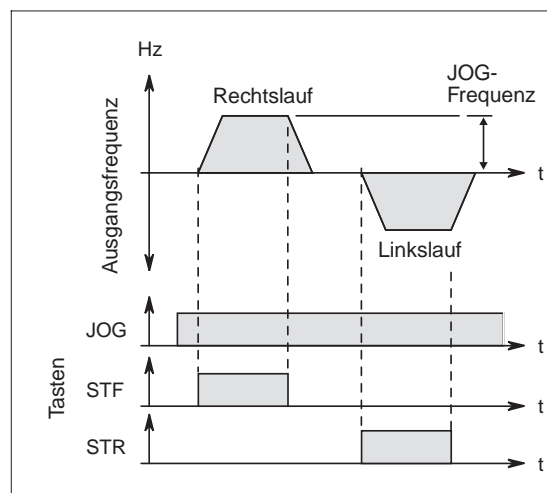 Hz
JOG-
Frequenz
Rechtslauf
Ausgangsfrequenz
t
Linkslauf
JOG
t
Tasten
STF
t
STR
t